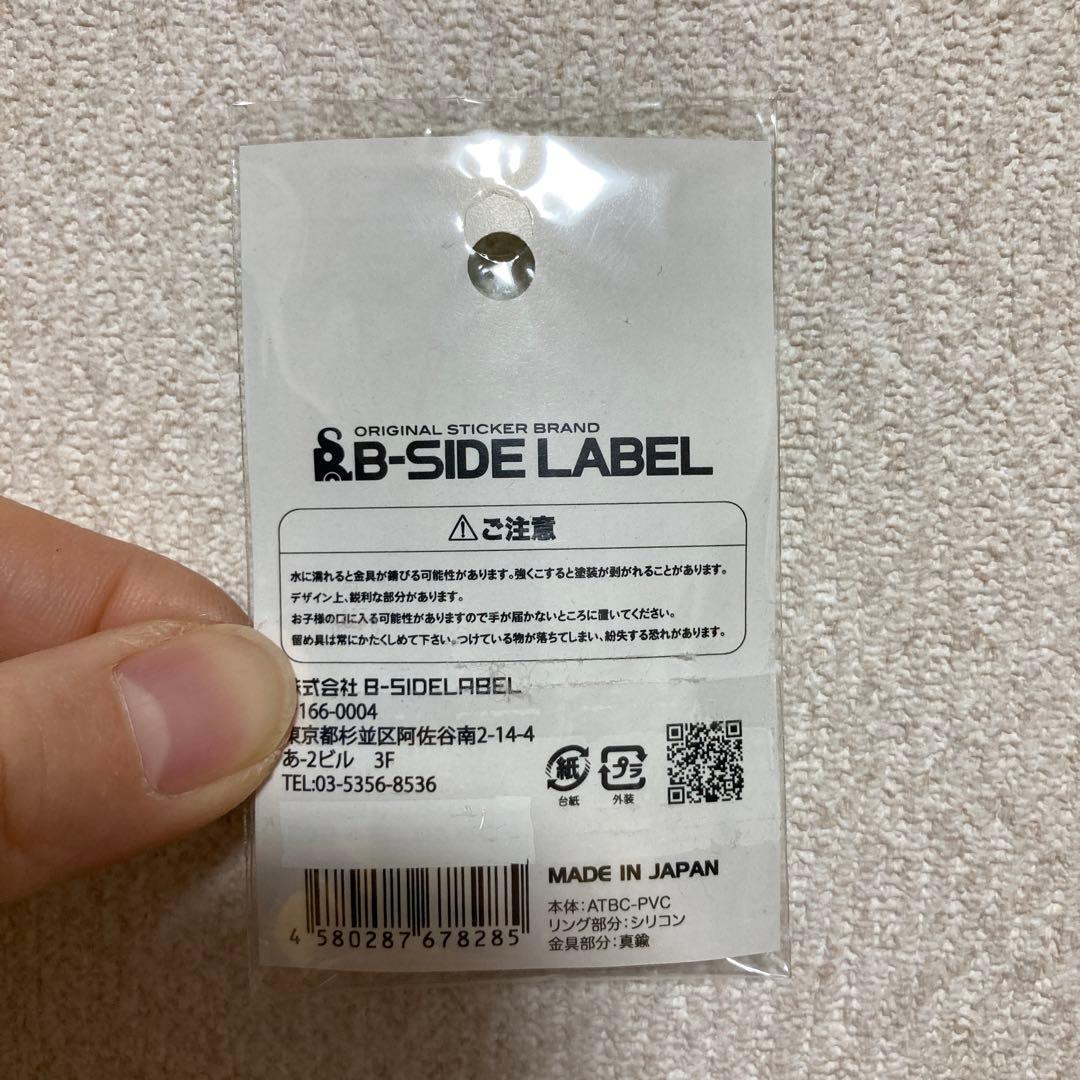 ORIGINAL STICKER BRAND
B-SIDE LABEL
ご注意
水に濡れると金具が錆びる可能性があります。強くこすると塗装が剥がれることがあります。
デザイン上、鋭利な部分があります。
お子様の口に入る可能性がありますので手が届かないところに置いてください。
留め具は常にかたくしめて下さい。つけている物が落ちてしまい、紛失する恐れがあります。
式会社 B-SIDELABEL
166-0004
東京都杉並区阿佐谷南2-14-4
あ-2ビル 3F
TEL:03-5356-8536
紙
台紙
プラ
外装
MADE IN JAPAN
本体:ATBC-PVC
リング部分:シリコン
金具部分:真鍮
4 580287 678285